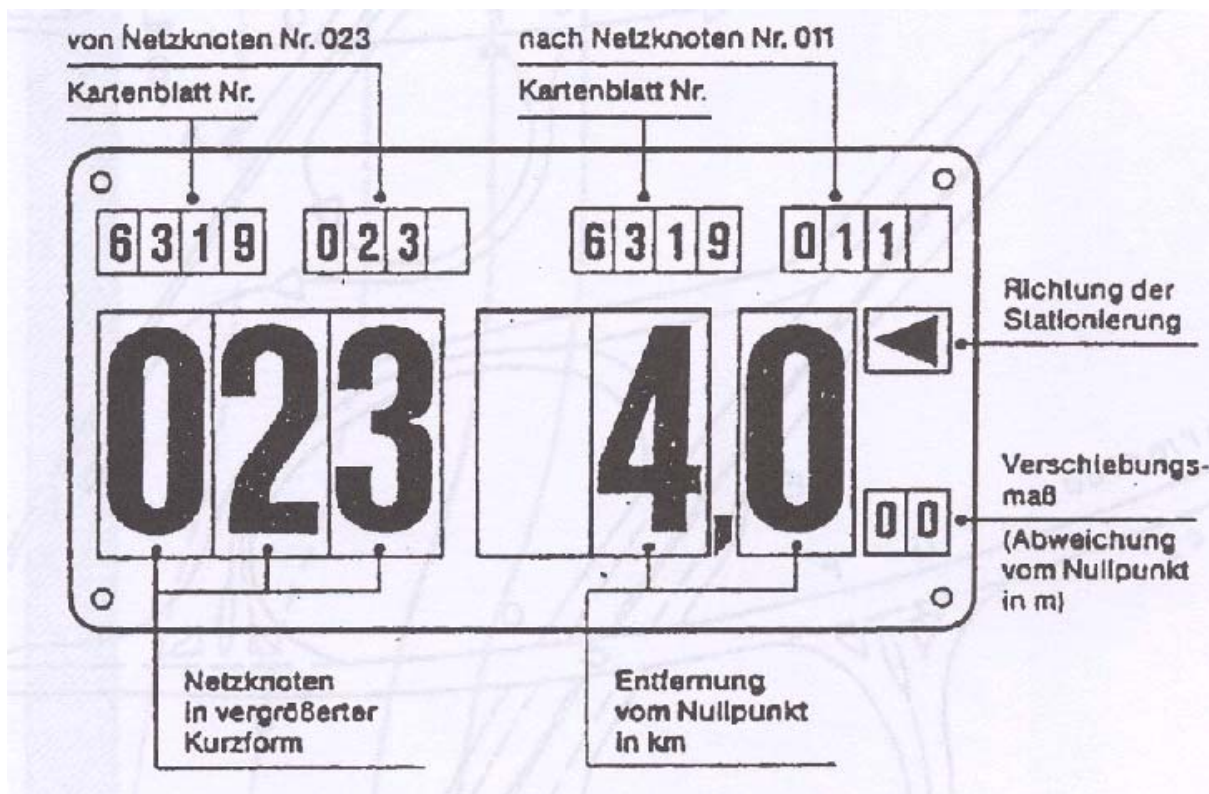 von Netzknoten Nr. 023
Kartenblatt Nr.
nach Netzknoten Nr. 011
Kartenblatt Nr.
6319 023 6319 011
023 4,0
00
Richtung der
Stationierung
Verschiebungs-
maß
(Abweichung
vom Nullpunkt
in m)
Netzknoten
in vergrößerter
Kurzform
Entfernung
vom Nullpunkt
in km